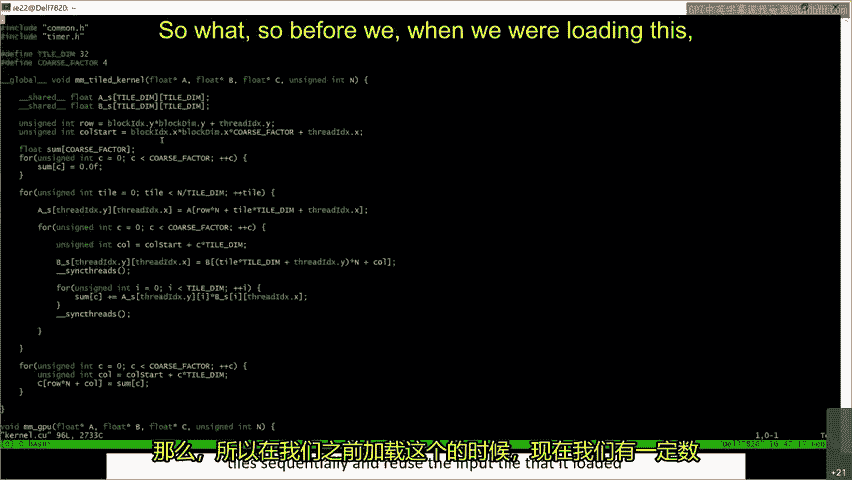 ie22@Dell7820: ~
So what, so before we, when we were loading this,
#include "common.h"
#include "timer.h"
#define TILE_DIM 32
#define COARSE_FACTOR 4
__global__ void mm_tiled_kernel(float* A, float* B, float* C, unsigned int N) {
__shared__ float A_s[TILE_DIM][TILE_DIM];
__shared__ float B_s[TILE_DIM][TILE_DIM];
unsigned int row = blockIdx.y*blockDim.y + threadIdx.y;
unsigned int colStart = blockIdx.x*blockDim.x*COARSE_FACTOR + threadIdx.x;
float sum[COARSE_FACTOR];
for(unsigned int c = 0; c < COARSE_FACTOR; ++c) {
sum[c] = 0.0f;
}
for(unsigned int tile = 0; tile < N/TILE_DIM; ++tile) {
A_s[threadIdx.y][threadIdx.x] = A[row*N + tile*TILE_DIM + threadIdx.x];
for(unsigned int c = 0; c < COARSE_FACTOR; ++c) {
unsigned int col = colStart + c*TILE_DIM;
B_s[threadIdx.y][threadIdx.x] = B[(tile*TILE_DIM + threadIdx.y)*N + col];
__syncthreads();
for(unsigned int i = 0; i < TILE_DIM; ++i) {
sum[c] += A_s[threadIdx.y][i]*B_s[i][threadIdx.x];
}
__syncthreads();
}
}
for(unsigned int c = 0; c < COARSE_FACTOR; ++c) {
unsigned int col = colStart + c*TILE_DIM;
C[row*N + col] = sum[c];
}
}
void mm_gpu(float* A, float* B, float* C, unsigned int N) {
"kernel.cu" 96L, 2733C 1,0-1
那么，所以在我们之前加载这个的时候，现在我们有一定数
tiles sequentially and reuse the input tile that it loaded
+21